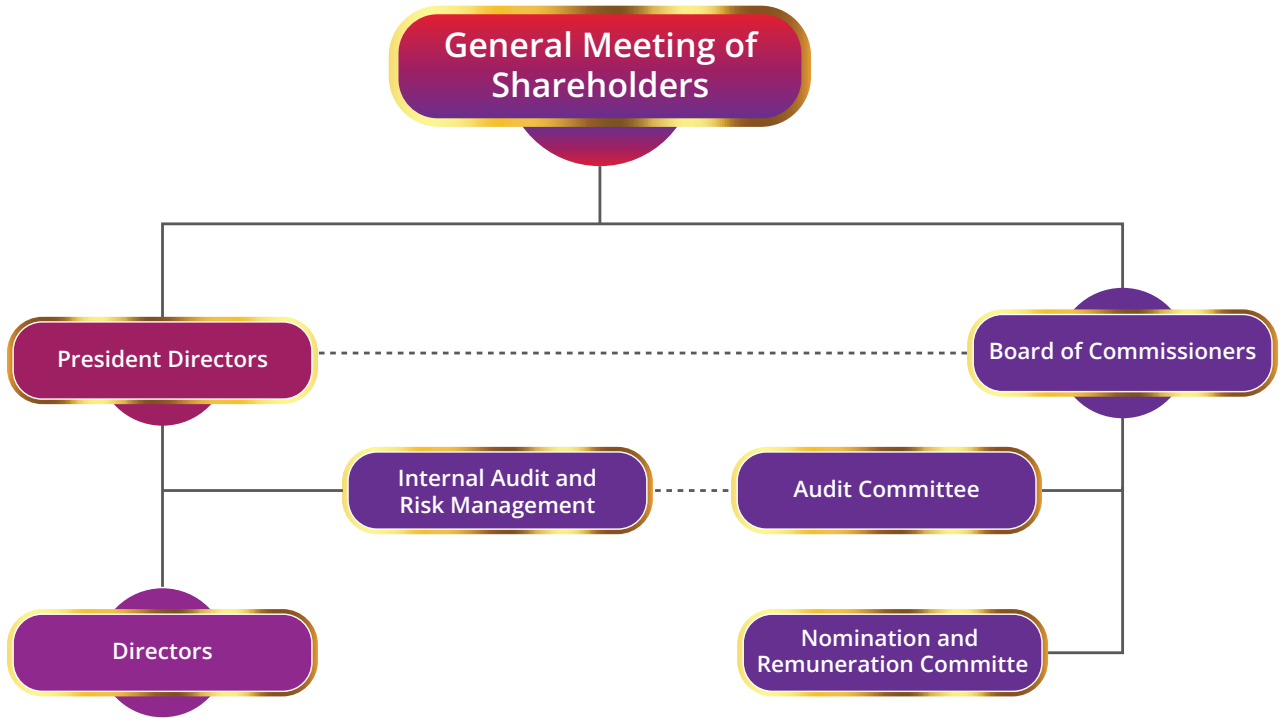 General Meeting of
Shareholders
President Directors
Board of Commissioners
Internal Audit and
Risk Management
Audit Committee
Directors
Nomination and
Remuneration Committe